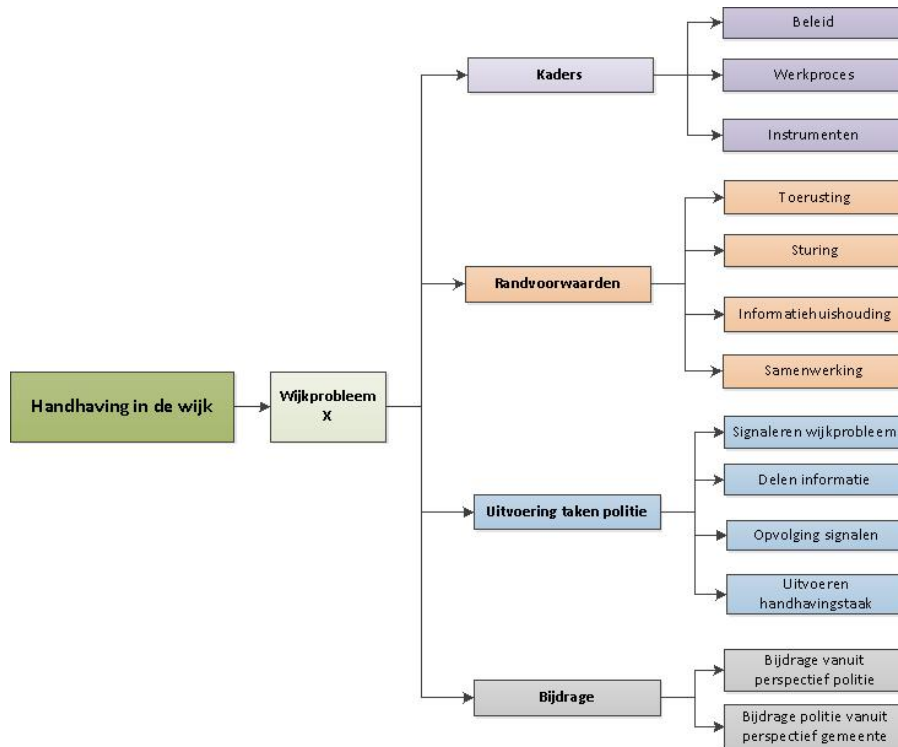 Handhaving in de wijk
Wijkprobleem
X
Kaders
Beleid
Werkproces
Instrumenten
Randvoorwaarden
Toerusting
Sturing
Informatiehuishouding
Samenwerking
Uitvoering taken politie
Signaleren wijkprobleem
Delen informatie
Opvolging signalen
Uitvoeren
handhavingstaak
Bijdrage
Bijdrage vanuit
perspectief politie
Bijdrage politie vanuit
perspectief gemeente